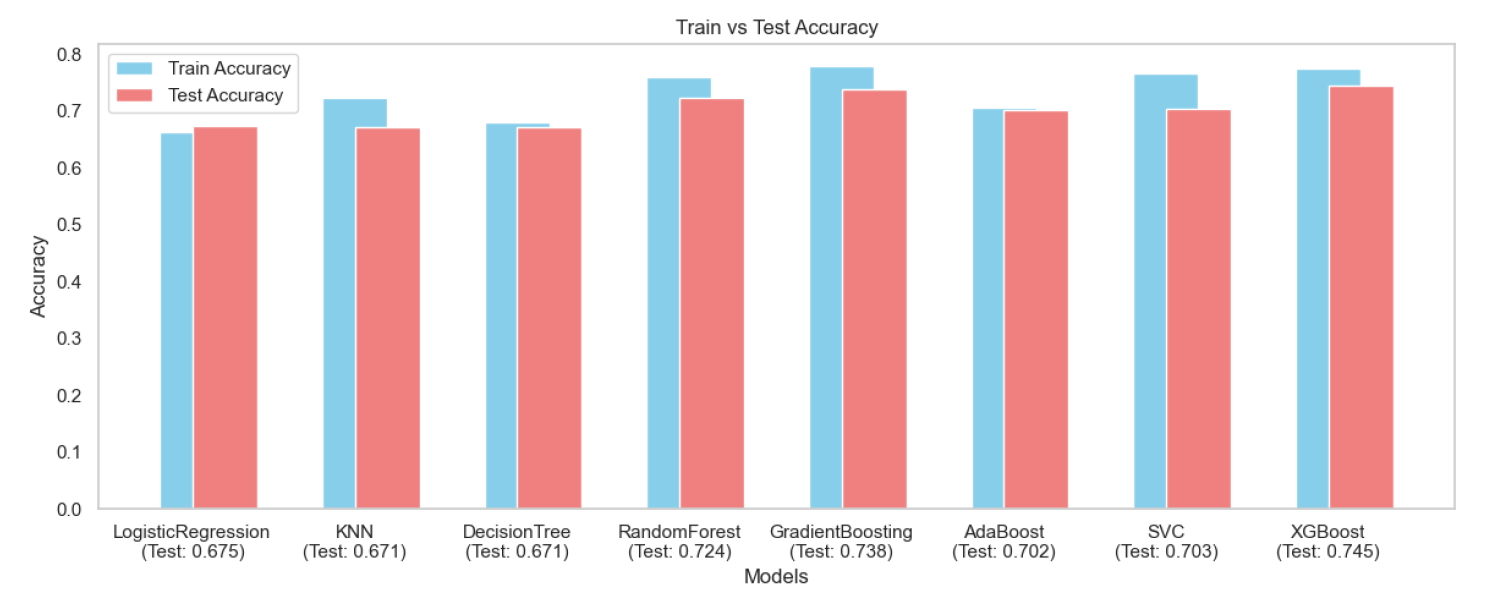 Train vs Test Accuracy
Train Accuracy
Test Accuracy
Accuracy
0.8
0.7
0.6
0.5
0.4
0.3
0.2
0.1
0.0
LogisticRegression
(Test: 0.675)
KNN
(Test: 0.671)
DecisionTree
(Test: 0.671)
RandomForest
(Test: 0.724)
GradientBoosting
(Test: 0.738)
AdaBoost
(Test: 0.702)
SVC
(Test: 0.703)
XGBoost
(Test: 0.745)
Models